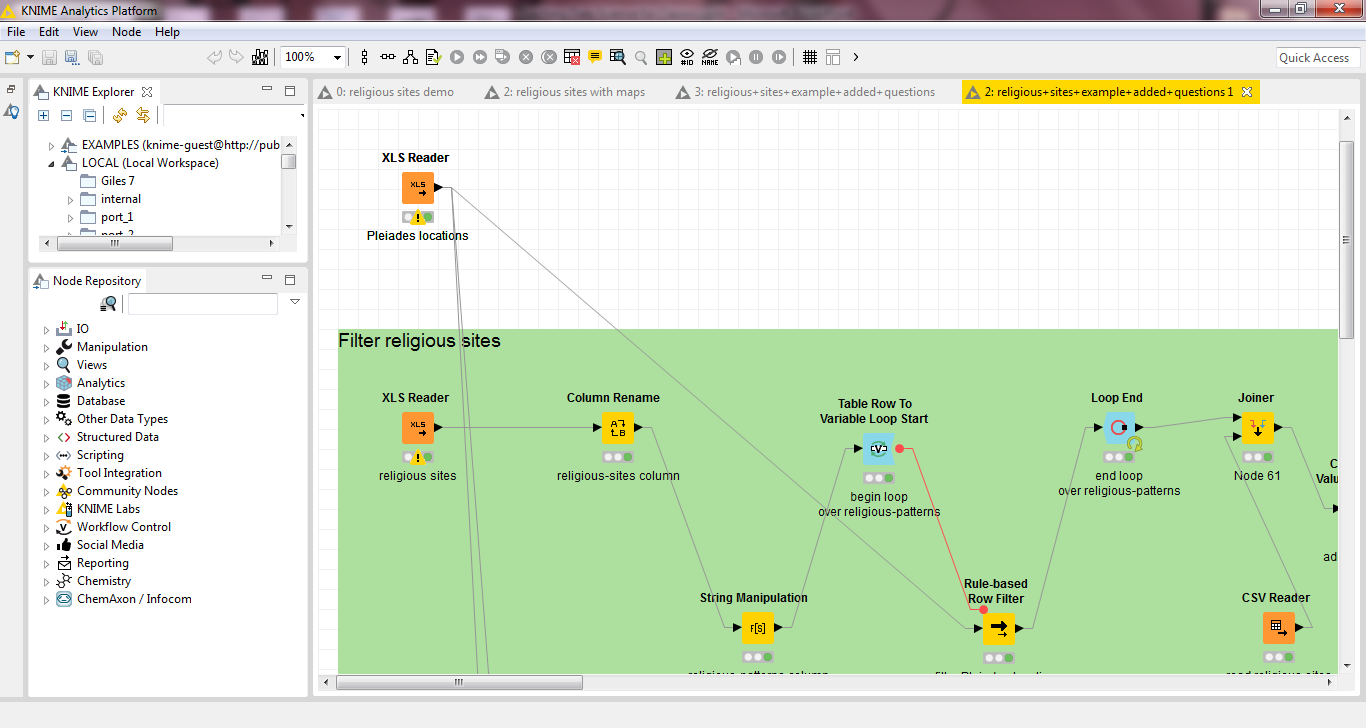 KNIME Analytics Platform
File Edit View Node Help
100%
#ID
NAME
Quick Access
KNIME Explorer
0: religious sites demo
2: religious sites with maps
3: religious+sites+example+added+questions
2: religious+sites+example+added+questions 1
EXAMPLES (knime-guest@http://pub
LOCAL (Local Workspace)
Giles 7
internal
port_1
port_2
Node Repository
IO
Manipulation
Views
Analytics
Database
Other Data Types
Structured Data
Scripting
Tool Integration
Community Nodes
KNIME Labs
Workflow Control
Social Media
Reporting
Chemistry
ChemAxon / Infocom
XLS Reader
XLS
Pleiades locations
Filter religious sites
XLS Reader
XLS
religious sites
Column Rename
religious-sites column
Table Row To
Variable Loop Start
begin loop
over religious-patterns
Loop End
end loop
over religious-patterns
Joiner
Node 61
Valu
ad
String Manipulation
F[S]
Rule-based
Row Filter
CSV Reader